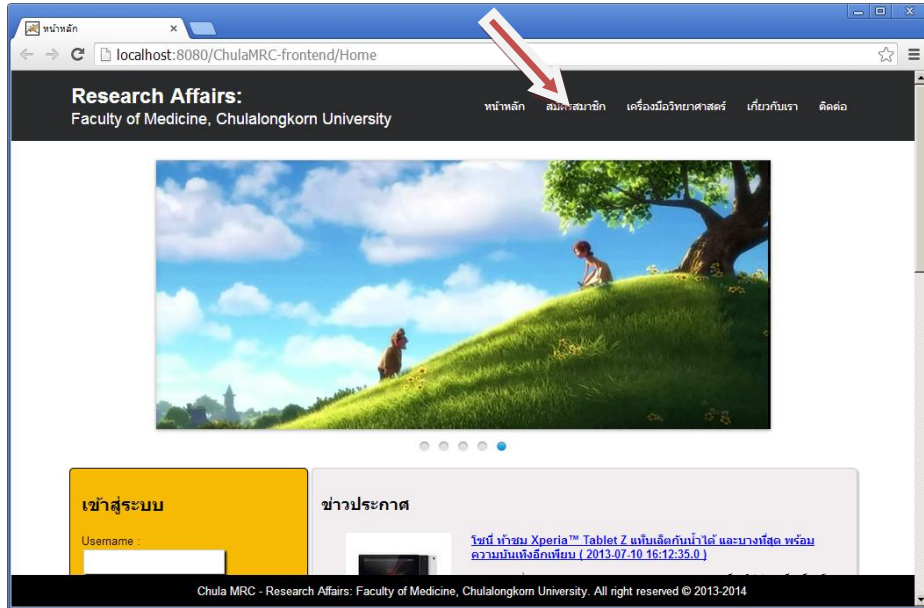 หน้าหลัก
localhost:8080/ChulaMRC-frontend/Home
Research Affairs:
Faculty of Medicine, Chulalongkorn University
หน้าหลัก สมัครสมาชิก เครื่องมือวิทยาศาสตร์ เกี่ยวกับเรา ติดต่อ
เข้าสู่ระบบ
Username :
ข่าวประกาศ
โซนี่ ท้าชม Xperia™ Tablet Z แท็บเล็ตกันน้ำได้ และบางที่สุด พร้อม
ความบันเทิงอีกเพียบ ( 2013-07-10 16:12:35.0 )
Chula MRC - Research Affairs: Faculty of Medicine, Chulalongkorn University. All right reserved © 2013-2014